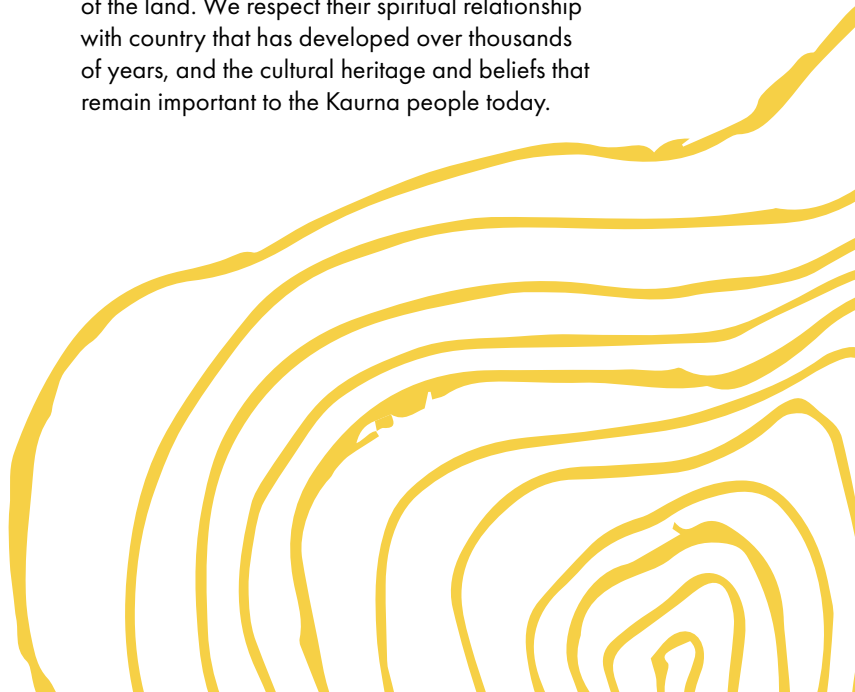 of the land. We respect their spiritual relationship
with country that has developed over thousands
of years, and the cultural heritage and beliefs that
remain important to the Kaurna people today.